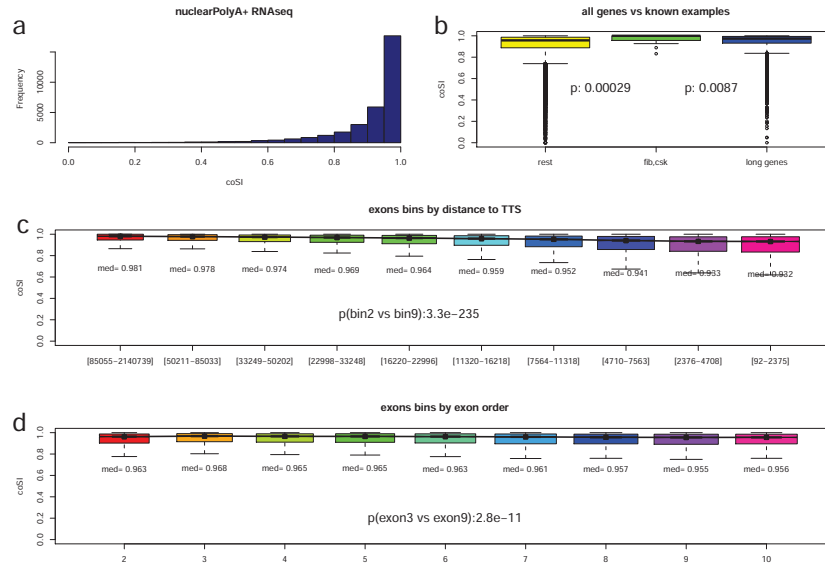 a
nuclearPolyA+ RNAseq
Frequency
0 5000 10000
0.0 0.2 0.4 0.6 0.8 1.0
coSI
b
all genes vs known examples
coSI
0.0 0.2 0.4 0.6 0.8 1.0
p: 0.00029 p: 0.0087
rest fib,csk long genes
c
exons bins by distance to TTS
coSI
0.0 0.2 0.4 0.6 0.8 1.0
med= 0.981 med= 0.978 med= 0.974 med= 0.969 med= 0.964 med= 0.959 med= 0.952 med= 0.941 med= 0.933 med= 0.932
p(bin2 vs bin9):3.3e−235
[85055−2140739] [50211−85033] [33249−50202] [22998−33248] [16220−22996] [11320−16218] [7564−11318] [4710−7563] [2376−4708] [92−2375]
d
exons bins by exon order
coSI
0.0 0.2 0.4 0.6 0.8 1.0
med= 0.963 med= 0.968 med= 0.965 med= 0.965 med= 0.963 med= 0.961 med= 0.957 med= 0.955 med= 0.956
p(exon3 vs exon9):2.8e−11
2 3 4 5 6 7 8 9 10